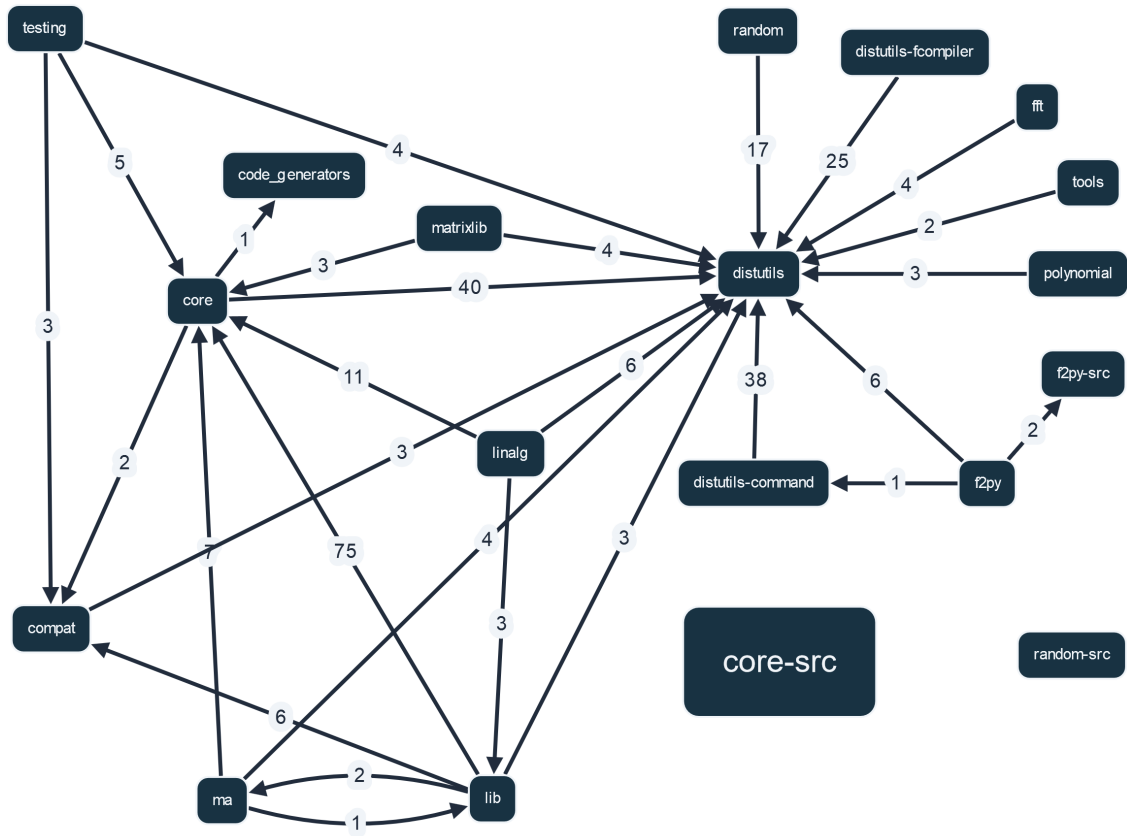 testing
random
distutils-fcompiler
fft
4
17
25
5
code_generators
4
tools
2
matrixlib
1
4
3
distutils
3
polynomial
40
core
3
6
11
38
6
f2py-src
2
3
linalg
2
distutils-command
1
f2py
4
3
7
75
3
compat
core-src
random-src
6
2
ma
lib
1